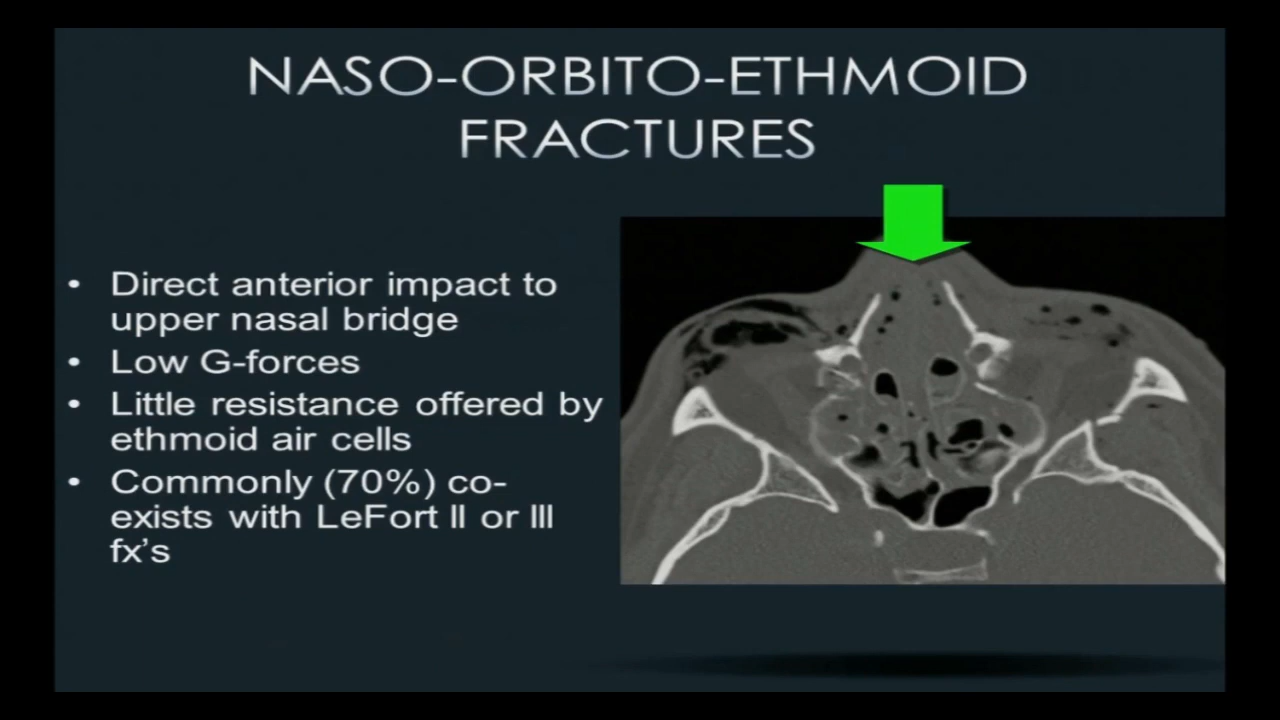 NASO-ORBITO-ETHMOID
FRACTURES
• Direct anterior impact to
upper nasal bridge
• Low G-forces
• Little resistance offered by
ethmoid air cells
• Commonly (70%) co-
exists with LeFort II or III
fx's